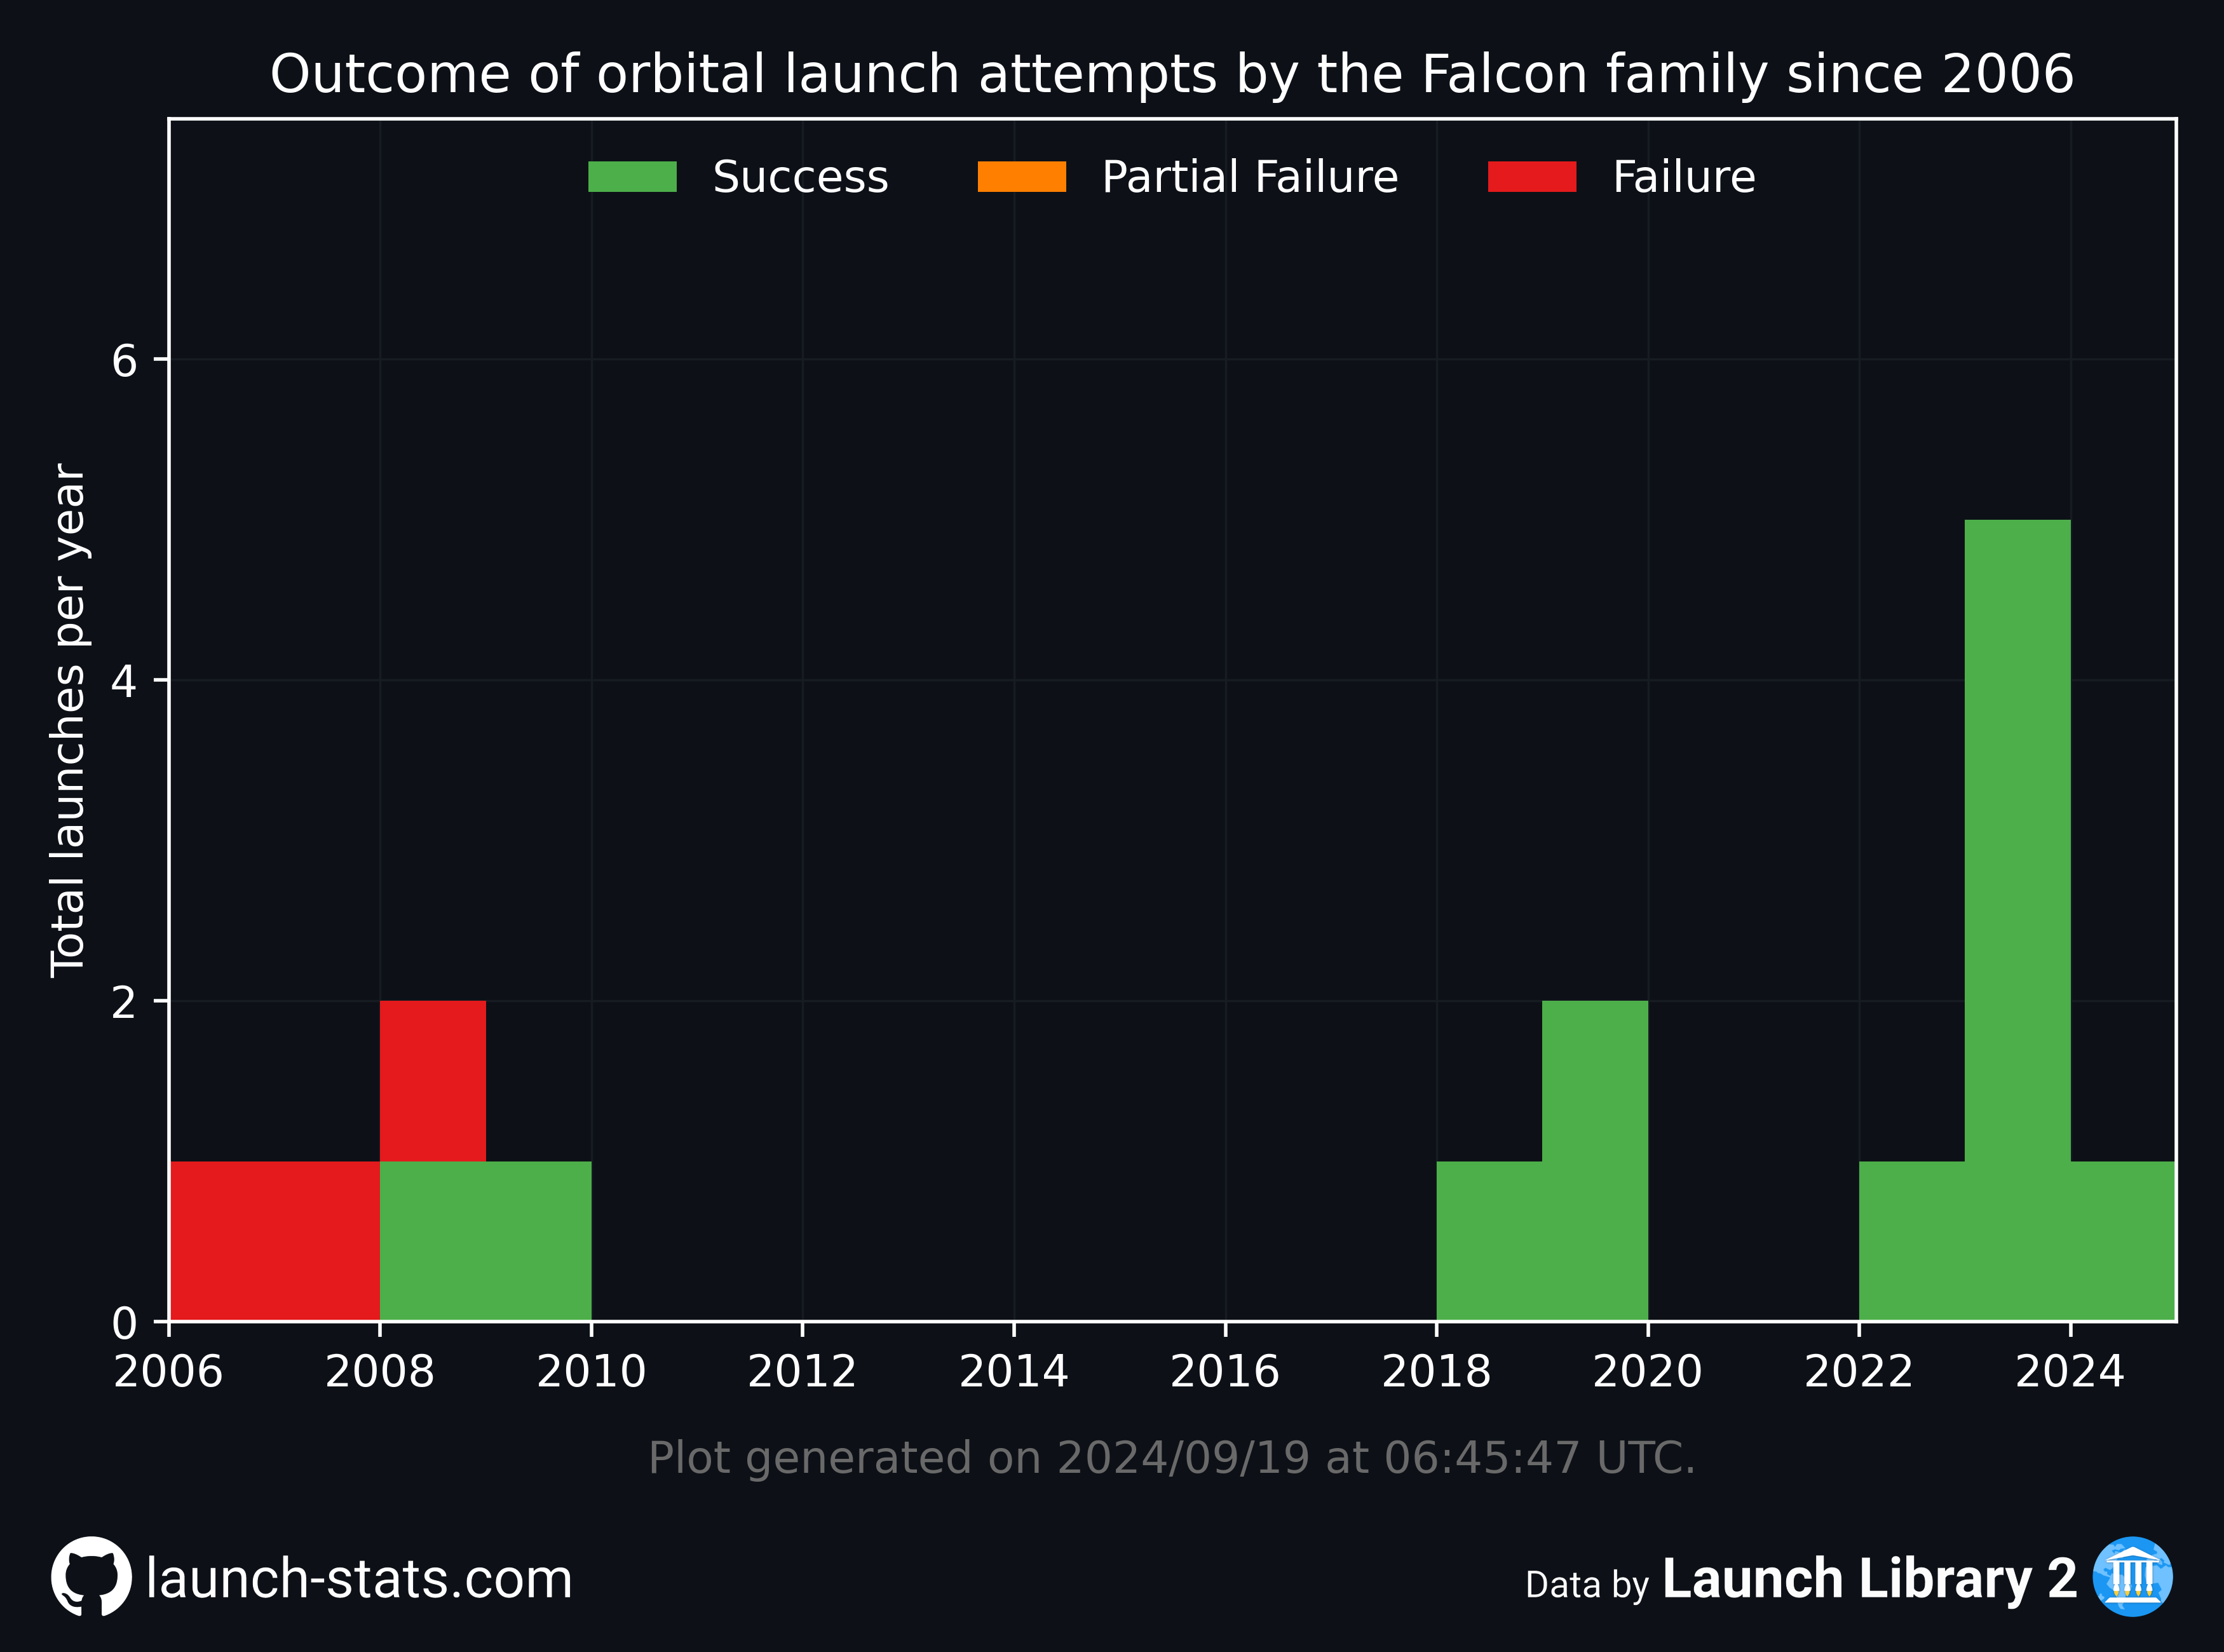 Outcome of orbital launch attempts by the Falcon family since 2006
Success Partial Failure Failure
Total launches per year
6
4
2
0
2006 2008 2010 2012 2014 2016 2018 2020 2022 2024
Plot generated on 2024/09/19 at 06:45:47 UTC.
launch-stats.com
Data by Launch Library 2